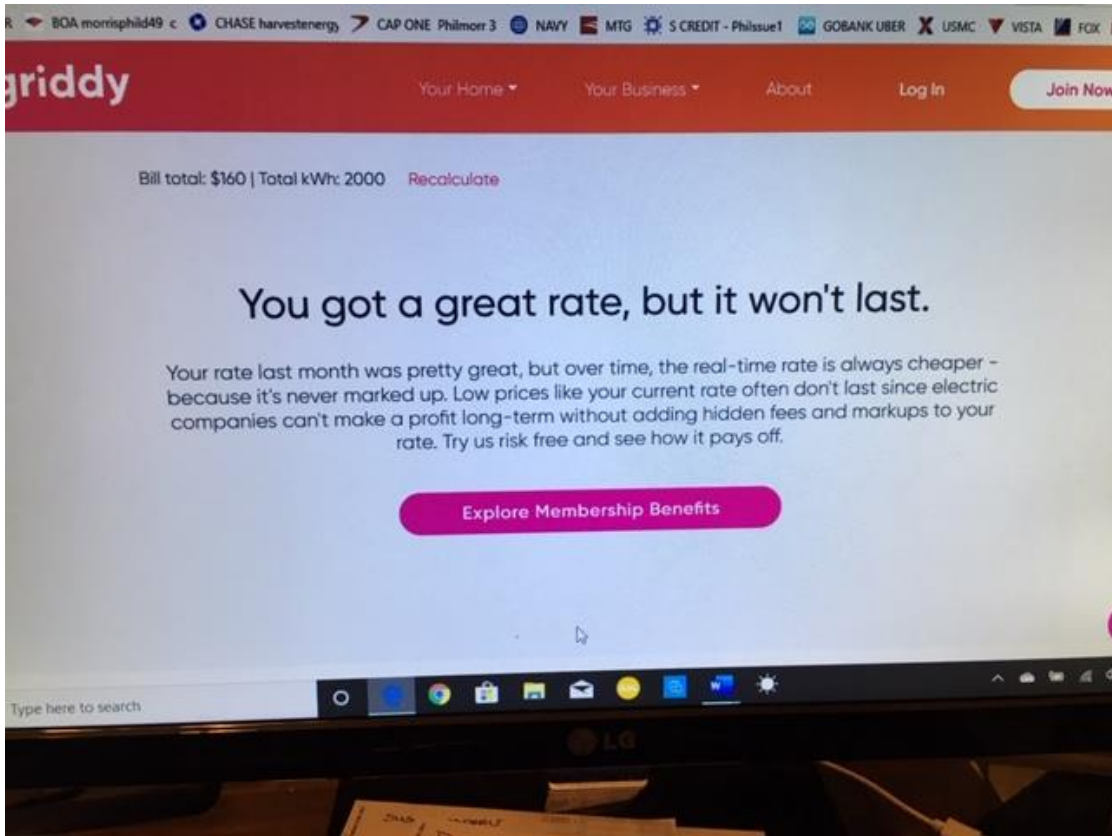 R BOA morrisphild49 c CHASE harvestenergy CAP ONE Philmorr 3 NAVY MTG S CREDIT - Philssue1 GOBANK UBER USMC VISTA FOX
griddy Your Home Your Business About Log In Join Now
Bill total: $160 | Total kWh: 2000 Recalculate
You got a great rate, but it won't last.
Your rate last month was pretty great, but over time, the real-time rate is always cheaper -
because it's never marked up. Low prices like your current rate often don't last since electric
companies can't make a profit long-term without adding hidden fees and markups to your
rate. Try us risk free and see how it pays off.
Explore Membership Benefits
Type here to search
LG